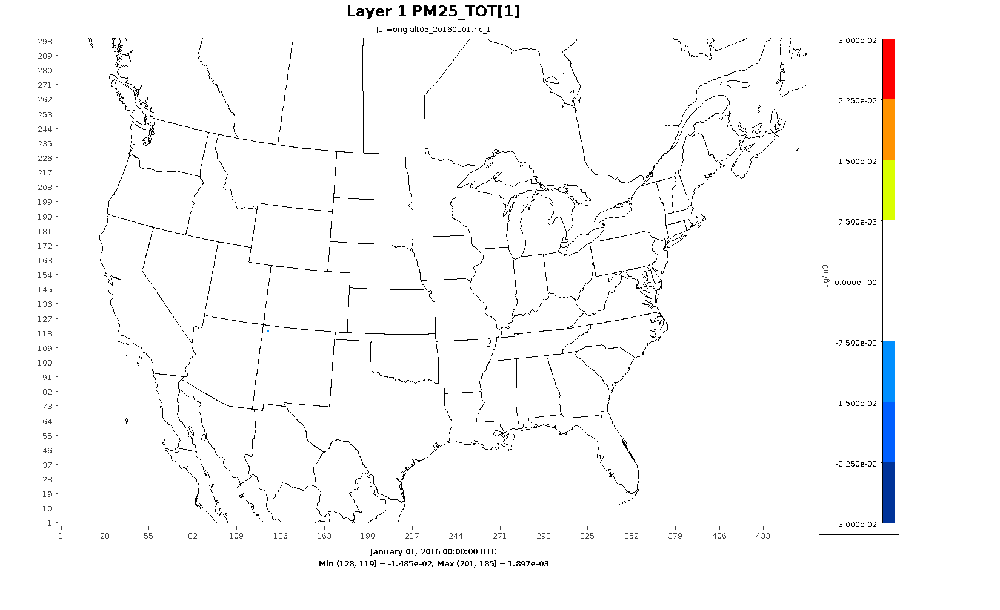 Layer 1 PM25_TOT[1]
[1]=orig-alt05_20160101.nc_1
298
289
280
271
262
253
244
235
226
217
208
199
190
181
172
163
154
145
136
127
118
109
100
91
82
73
64
55
46
37
28
19
10
1
1 28 55 82 109 136 163 190 217 244 271 298 325 352 379 406 433
January 01, 2016 00:00:00 UTC
Min (128, 119) = -1.485e-02, Max (201, 185) = 1.897e-03
ug/m3
3.000e-02
2.250e-02
1.500e-02
7.500e-03
0.000e+00
-7.500e-03
-1.500e-02
-2.250e-02
-3.000e-02